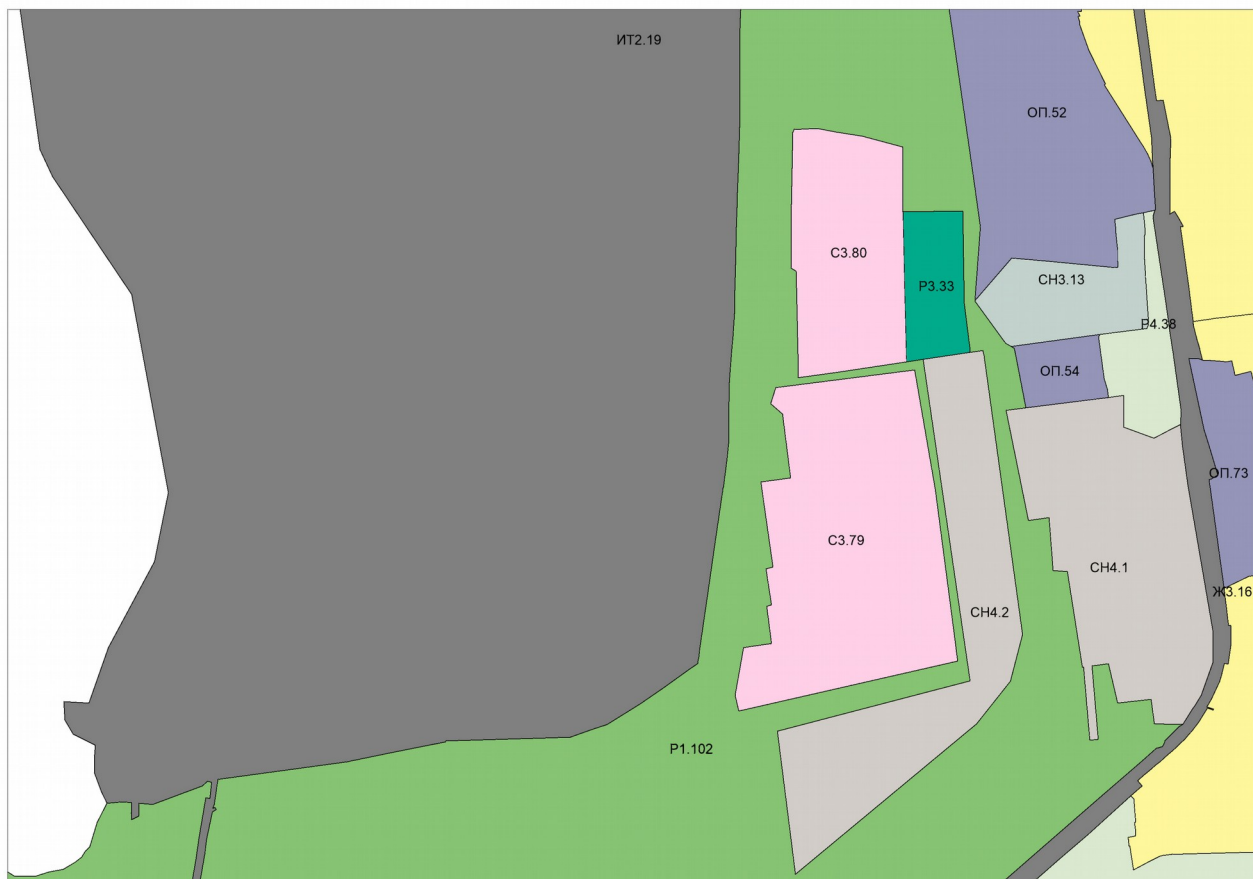 ИТ2.19
ОП.52
С3.80
Р3.33
СН3.13
Р4.38
ОП.54
ОП.73
С3.79
СН4.1
Ж3.16
СН4.2
Р1.102